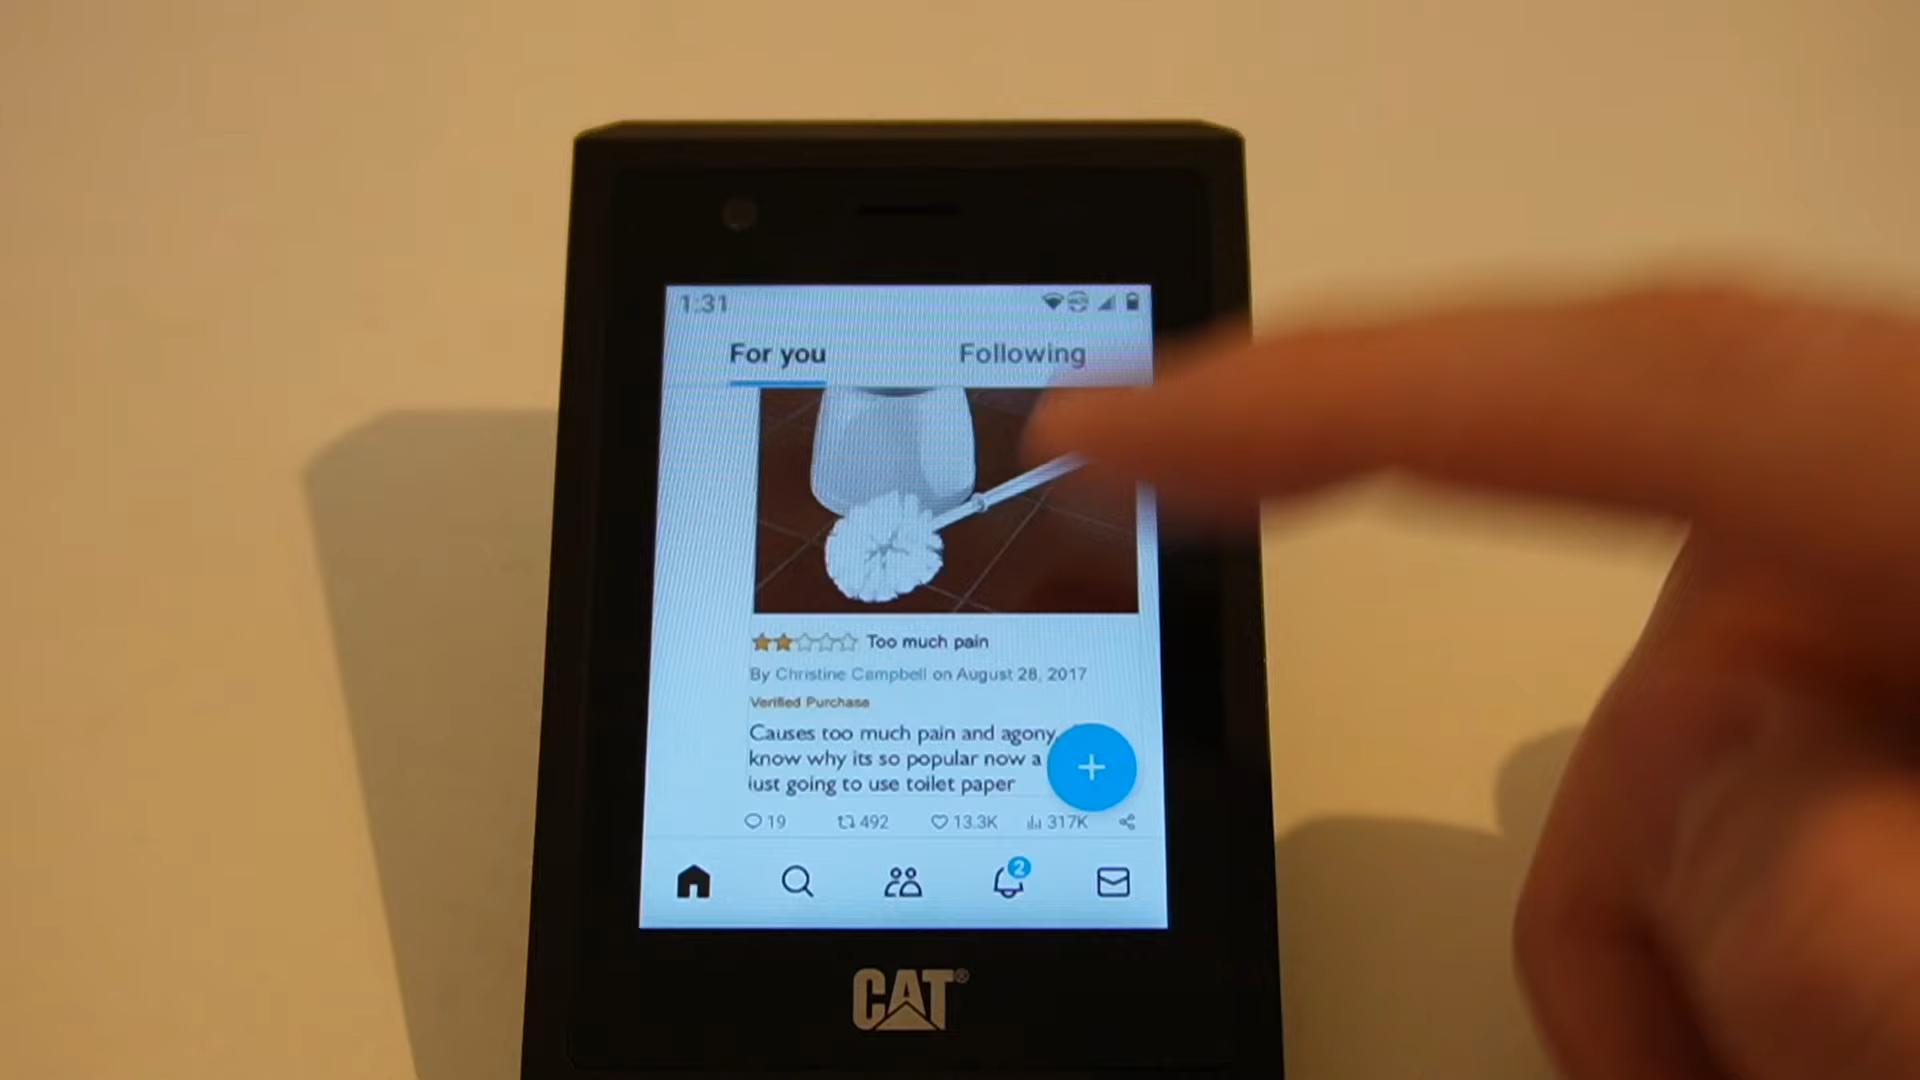 1:31
For you
Following
Too much pain
By Christine Campbell on August 28, 2017
Verified Purchase
Causes too much pain and agony
know why its so popular now a
just going to use toilet paper
19 492 13.3K 317K
2
CAT®